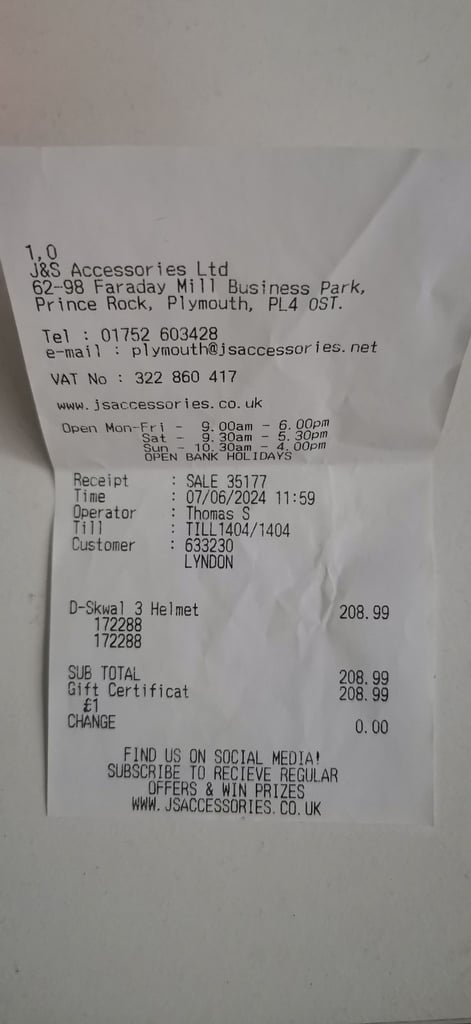 1,0
J&S Accessories Ltd
62-98 Faraday Mill Business Park,
Prince Rock, Plymouth, PL4 0ST.
Tel : 01752 603428
e-mail : plymouth@jsaccessories.net
VAT No : 322 860 417
www.jsaccessories.co.uk
Open Mon-Fri - 9.00am - 6.00pm
Sat - 9.30am - 5.30pm
Sun - 10.30am - 4.00pm
OPEN BANK HOLIDAYS
Receipt : SALE 35177
Time : 07/06/2024 11:59
Operator : Thomas S
Till : TILL1404/1404
Customer : 633230
LYNDON
D-Skwal 3 Helmet 208.99
172288
172288
SUB TOTAL 208.99
Gift Certificat 208.99
£1
CHANGE 0.00
FIND US ON SOCIAL MEDIA!
SUBSCRIBE TO RECIEVE REGULAR
OFFERS & WIN PRIZES
WWW.JSACCESSORIES.CO.UK